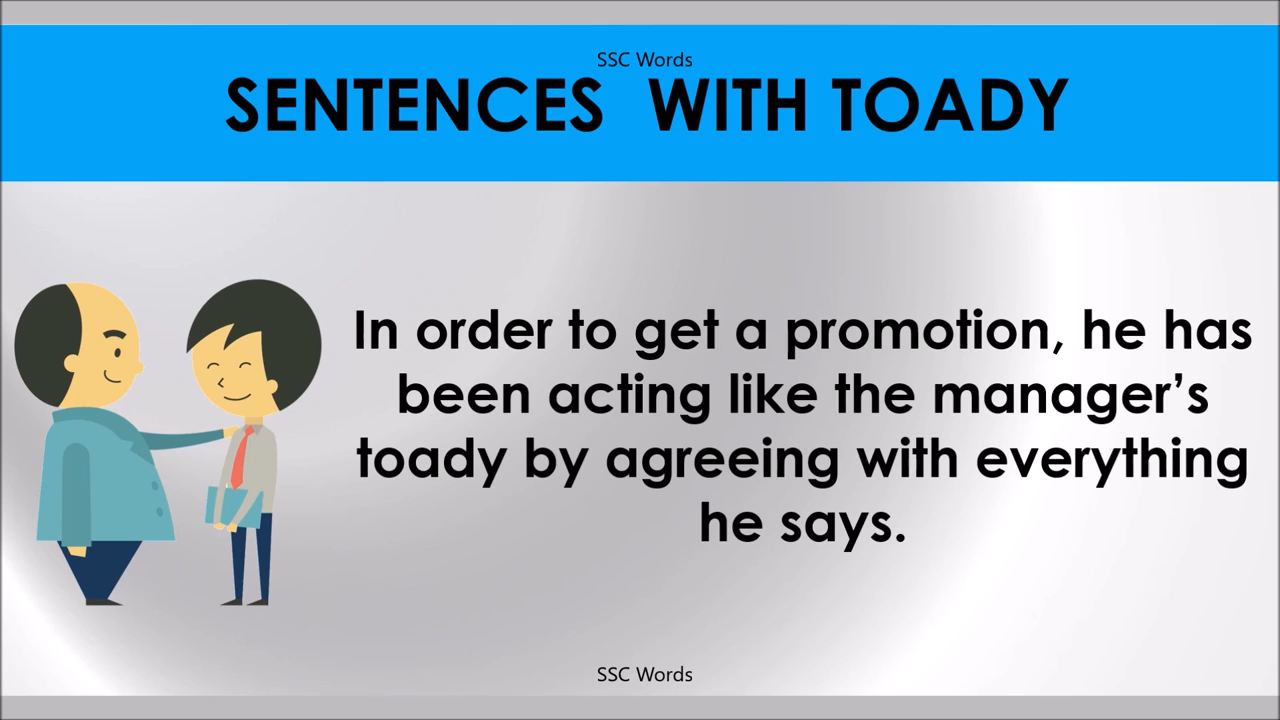 SSC Words
SENTENCES WITH TOADY
In order to get a promotion, he has
been acting like the manager’s
toady by agreeing with everything
he says.
SSC Words